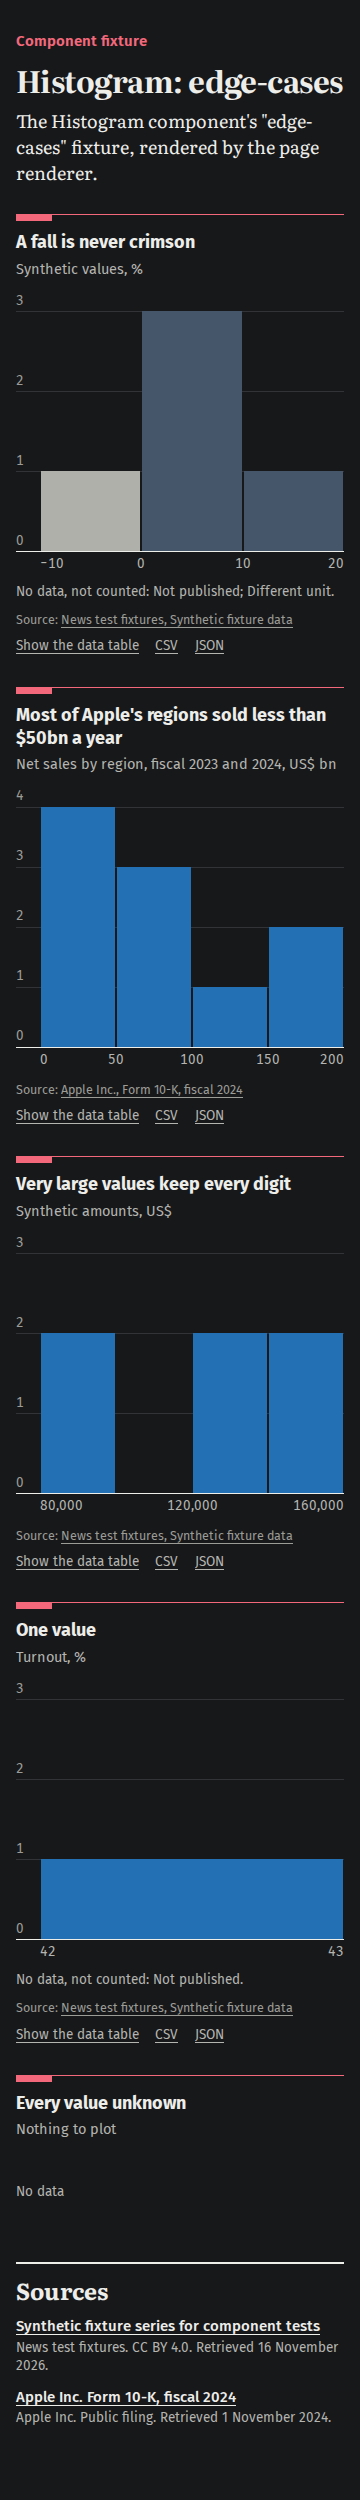 Component fixture
Histogram: edge-cases
The Histogram component's "edge-
cases" fixture, rendered by the page
renderer.
A fall is never crimson
Synthetic values, %
3
2
1
0
−10 0 10 20
No data, not counted: Not published; Different unit.
Source: News test fixtures, Synthetic fixture data
Show the data table CSV JSON
Most of Apple's regions sold less than
$50bn a year
Net sales by region, fiscal 2023 and 2024, US$ bn
4
3
2
1
0
0 50 100 150 200
Source: Apple Inc., Form 10-K, fiscal 2024
Show the data table CSV JSON
Very large values keep every digit
Synthetic amounts, US$
3
2
1
0
80,000 120,000 160,000
Source: News test fixtures, Synthetic fixture data
Show the data table CSV JSON
One value
Turnout, %
3
2
1
0
42 43
No data, not counted: Not published.
Source: News test fixtures, Synthetic fixture data
Show the data table CSV JSON
Every value unknown
Nothing to plot
No data
Sources
Synthetic fixture series for component tests
News test fixtures. CC BY 4.0. Retrieved 16 November
2026.
Apple Inc. Form 10-K, fiscal 2024
Apple Inc. Public filing. Retrieved 1 November 2024.